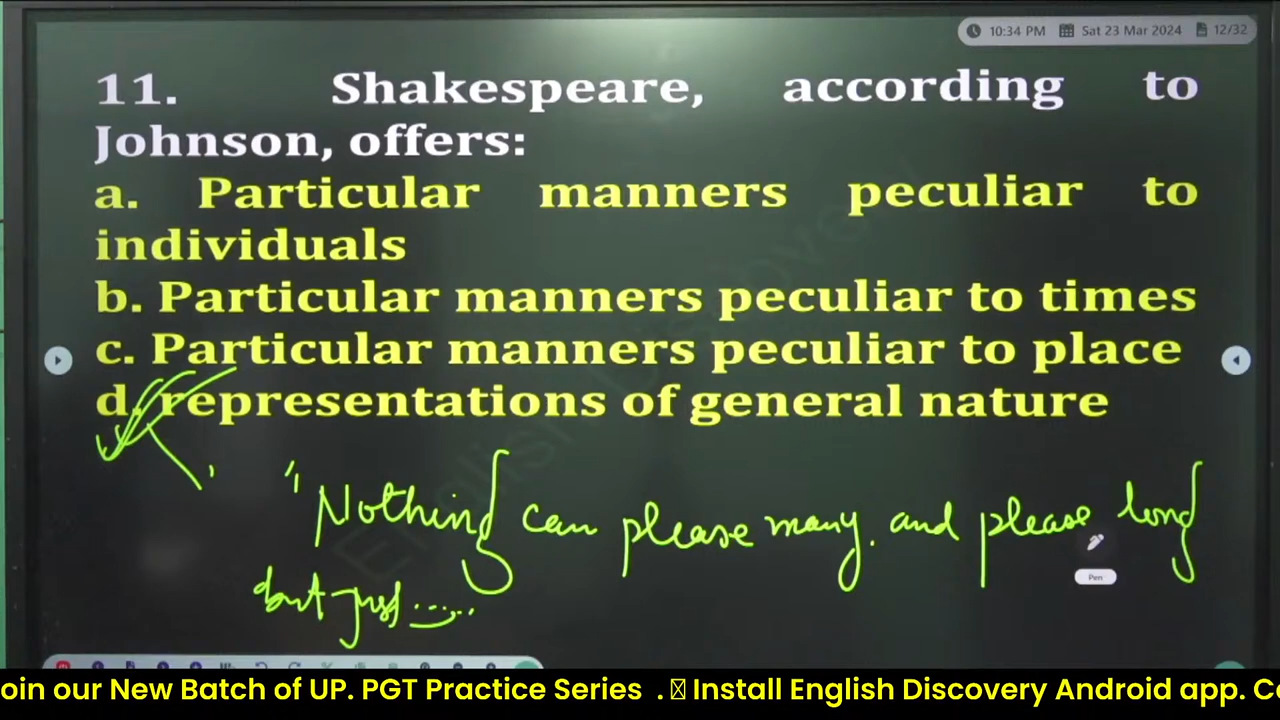 10:34 PM Sat 23 Mar 2024 12/32
11. Shakespeare, according to
Johnson, offers:
a. Particular manners peculiar to
individuals
b. Particular manners peculiar to times
c. Particular manners peculiar to place
d. representations of general nature
"Nothing can please many. and please long
but just .....
Pen
English Discovery
oin our New Batch of UP. PGT Practice Series . Install English Discovery Android app. Co